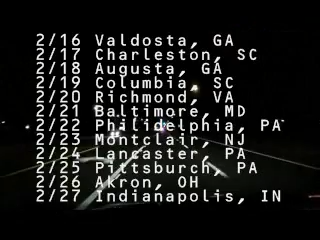 2/16 Valdosta, GA
2/17 Charleston, SC
2/18 Augusta, GA
2/19 Columbia, SC
2/20 Richmond, VA
2/21 Baltimore, MD
2/22 Philidelphia, PA
2/23 Montclair, NJ
2/24 Lancaster, PA
2/25 Pittsburch, PA
2/26 Akron, OH
2/27 Indianapolis, IN